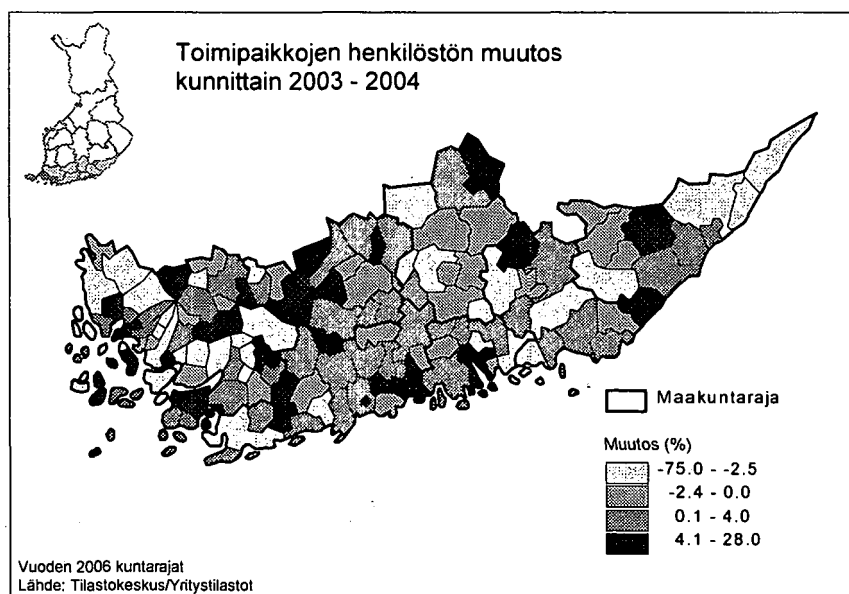 Toimipaikkojen henkilöstön muutos
kunnittain 2003 - 2004
Maakuntaraja
Muutos (%)
-75.0 - -2.5
-2.4 - 0.0
0.1 - 4.0
4.1 - 28.0
Vuoden 2006 kuntarajat
Lähde: Tilastokeskus/Yritystilastot